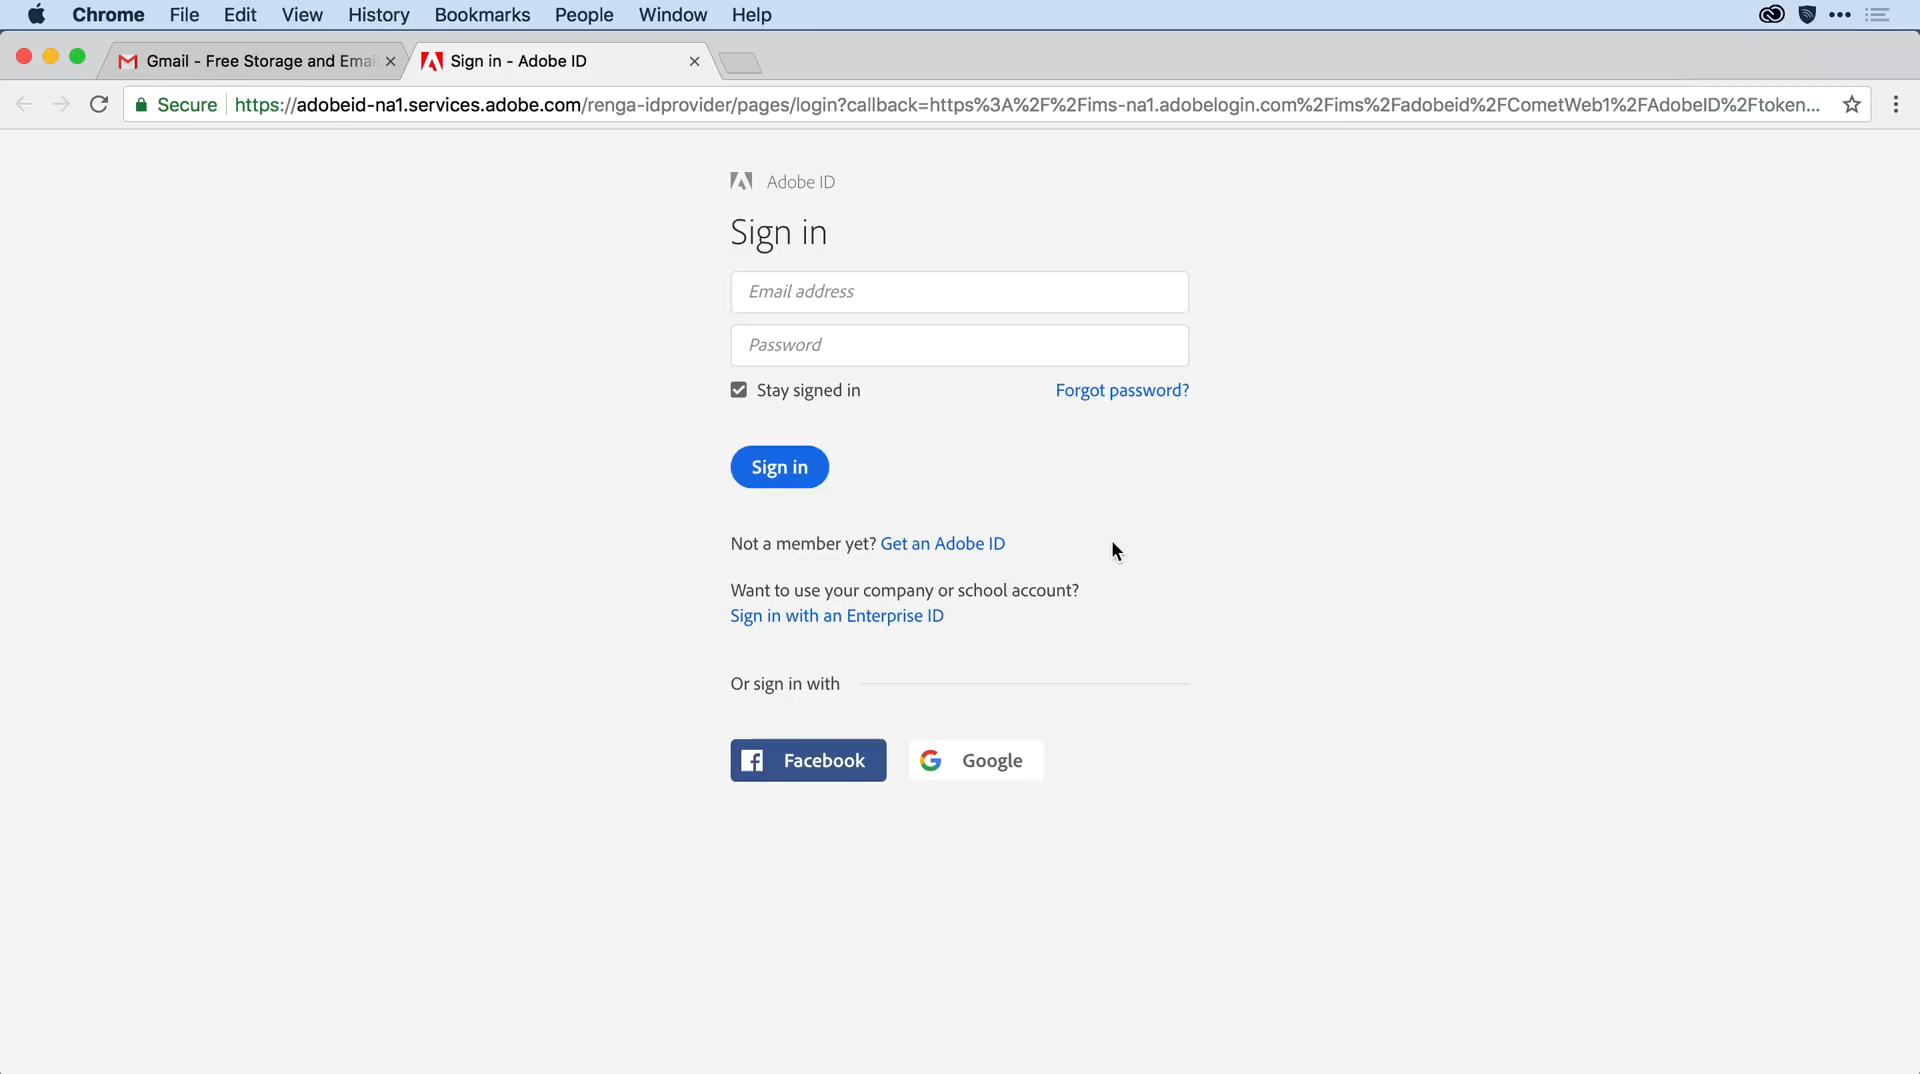 Chrome File Edit View History Bookmarks People Window Help
Gmail - Free Storage and Emai
Sign in - Adobe ID
Secure https://adobeid-na1.services.adobe.com/renga-idprovider/pages/login?callback=https%3A%2F%2Fims-na1.adobelogin.com%2Fims%2Fadobeid%2FCometWeb1%2FAdobeID%2Ftoken...
Adobe ID
Sign in
Email address
Password
Stay signed in
Forgot password?
Sign in
Not a member yet? Get an Adobe ID
Want to use your company or school account?
Sign in with an Enterprise ID
Or sign in with
Facebook
Google